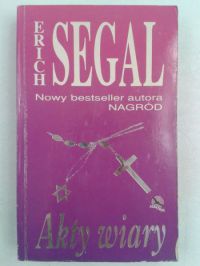 ERICH
SEGAL
Nowy bestseller autora
NAGRÓD
Akty wiary